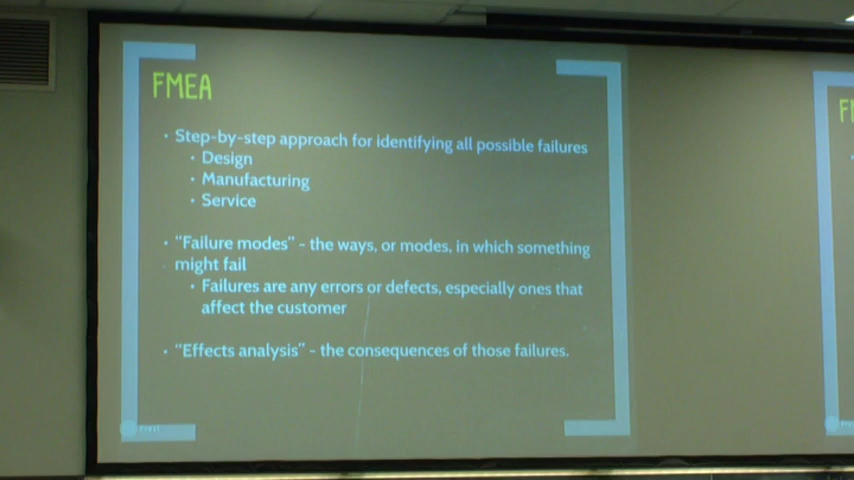 FMEA
• Step-by-step approach for identifying all possible failures
• Design
• Manufacturing
• Service
• “Failure modes” - the ways, or modes, in which something
might fail
• Failures are any errors or defects, especially ones that
affect the customer
• “Effects analysis” - the consequences of those failures.